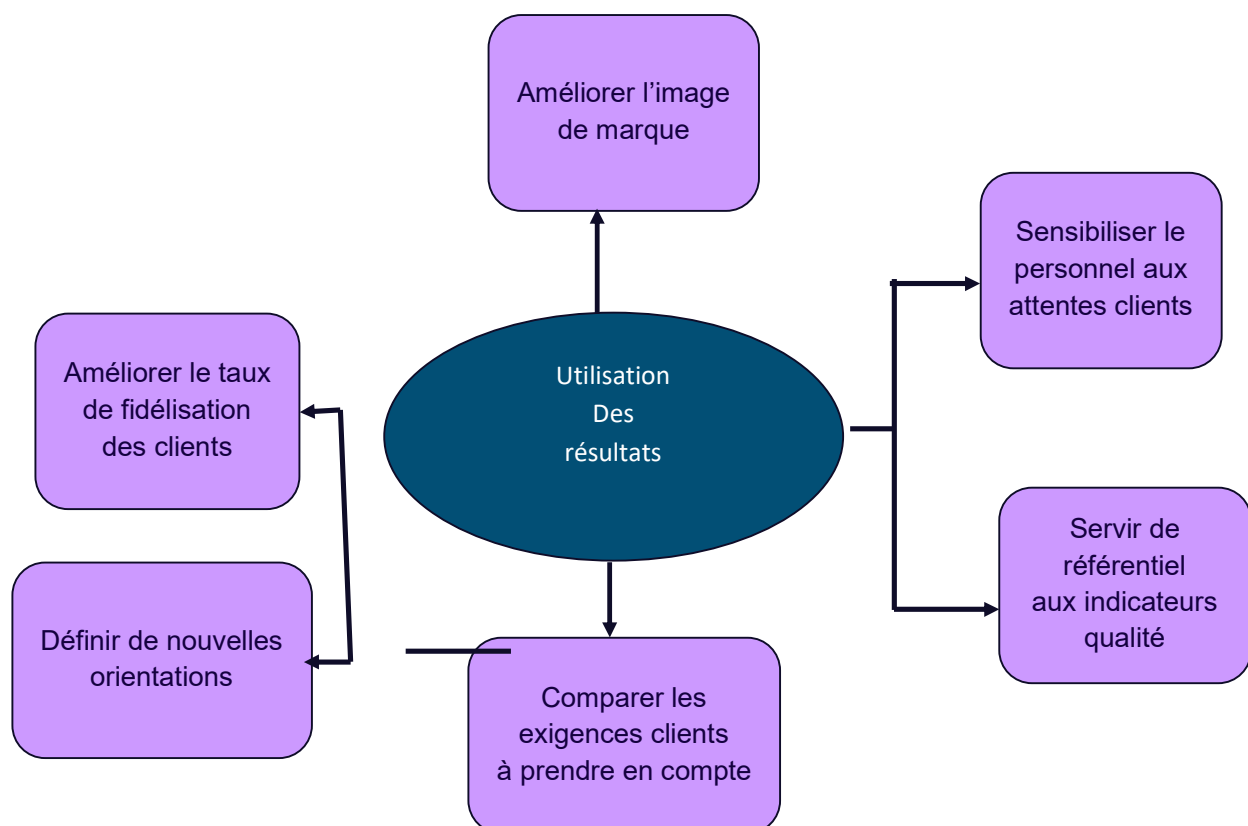 Améliorer l’image
de marque
Sensibiliser le
personnel aux
attentes clients
Améliorer le taux
de fidélisation
des clients
Utilisation
Des
résultats
Servir de
référentiel
aux indicateurs
qualité
Définir de nouvelles
orientations
Comparer les
exigences clients
à prendre en compte